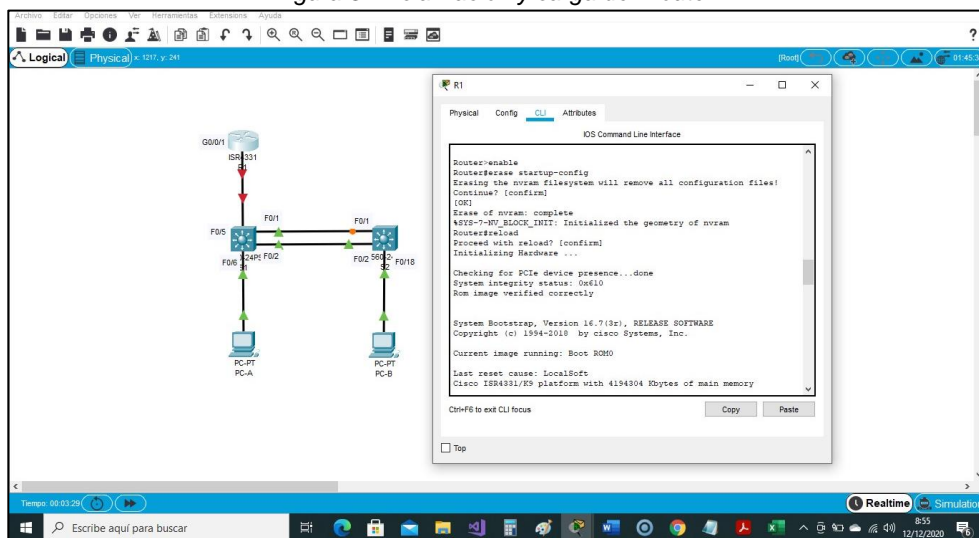 Archivo Editar Opciones Ver Herramientas Extensions Ayuda
?
Logical Physical x: 1217, y: 241 [Root] 01:45:3
R1
Physical Config CLI Attributes
IOS Command Line Interface
Router>enable
Router#erase startup-config
Erasing the nvram filesystem will remove all configuration files!
Continue? [confirm]
[OK]
Erase of nvram: complete
%SYS-7-NV_BLOCK_INIT: Initialized the geometry of nvram
Router#reload
Proceed with reload? [confirm]
Initializing Hardware ...
Checking for PCIe device presence...done
System integrity status: 0x610
Rom image verified correctly
System Bootstrap, Version 16.7(3r), RELEASE SOFTWARE
Copyright (c) 1994-2018 by cisco Systems, Inc.
Current image running: Boot ROM0
Last reset cause: LocalSoft
Cisco ISR4331/K9 platform with 4194304 Kbytes of main memory
Ctrl+F6 to exit CLI focus
Copy Paste
Top
G0/0/1
ISR4331
R1
F0/1 F0/1
F0/5
F0/6 F0/2 F0/2 F0/18
S1 S2
PC-PT
PC-A
PC-PT
PC-B
Tiempo: 00:03:29
Realtime Simulation
Escribe aquí para buscar
8:55
12/12/2020